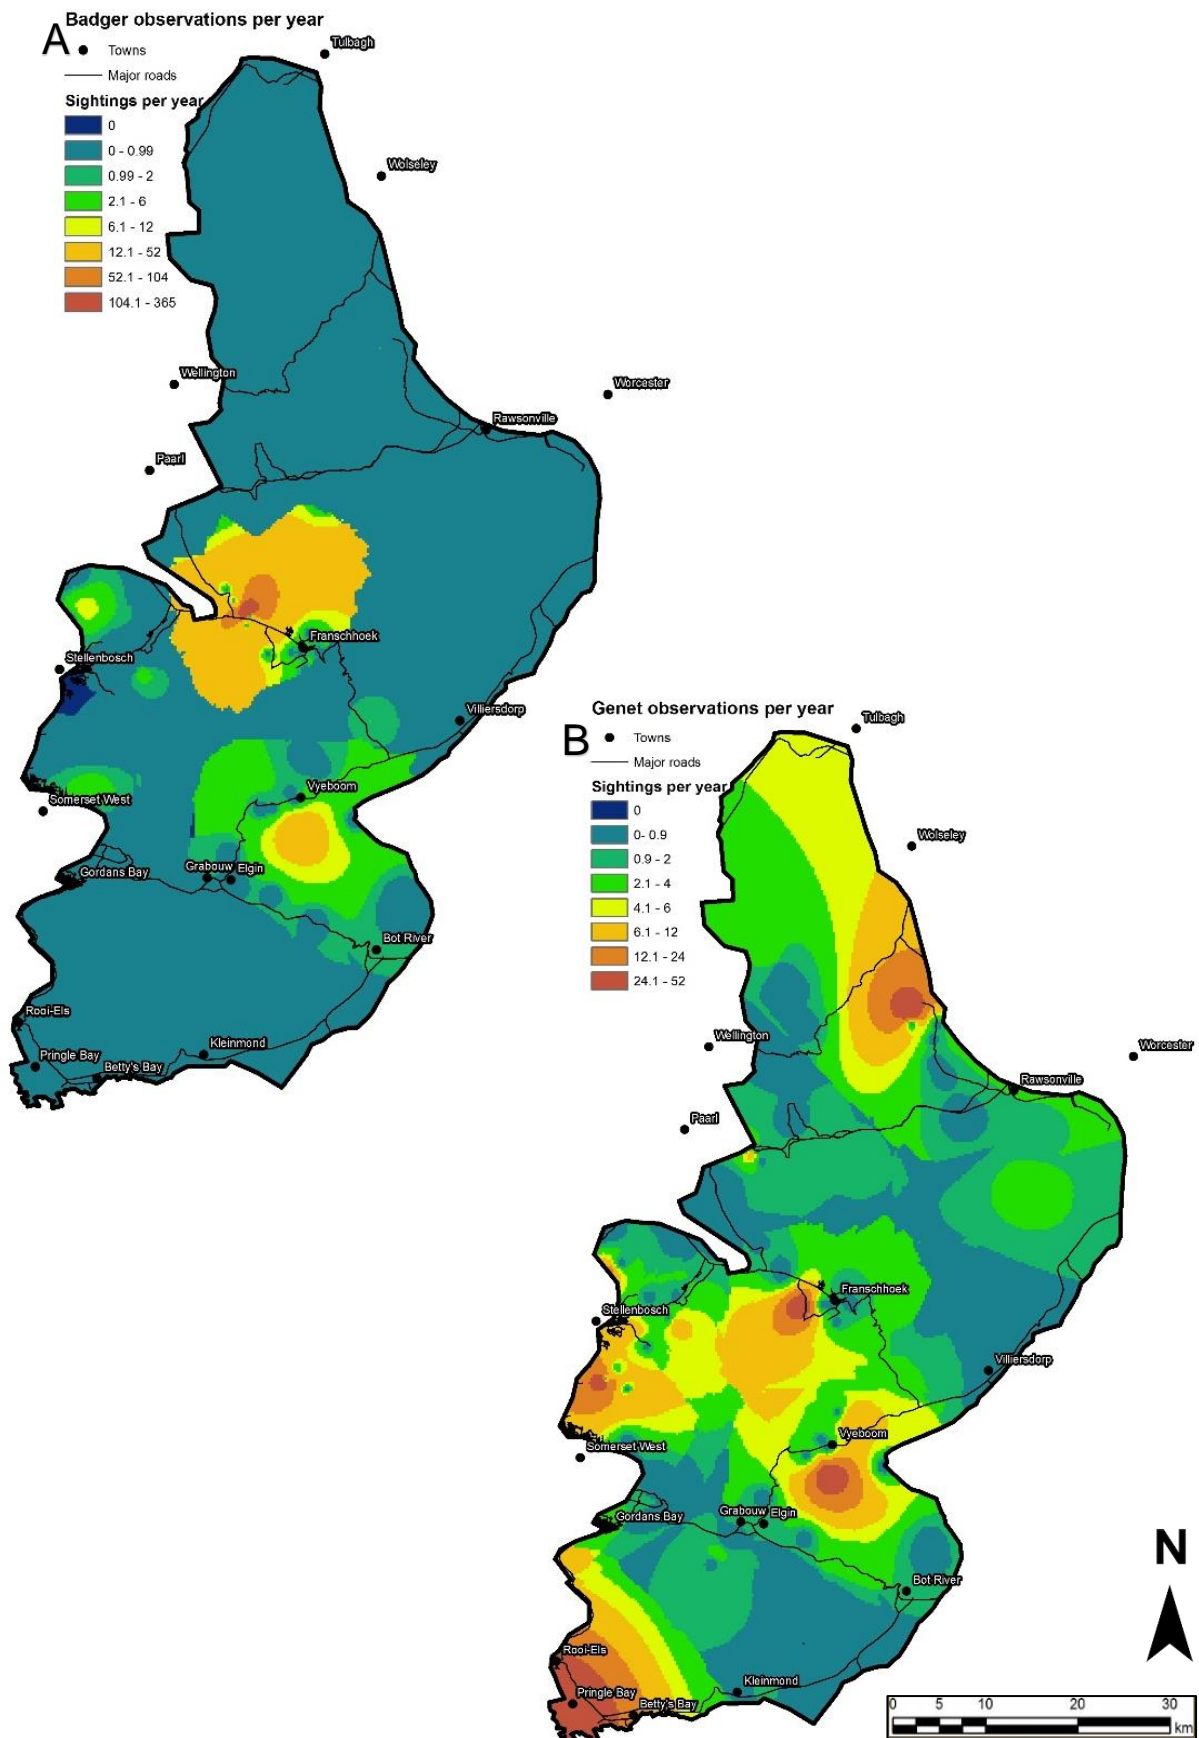 Badger observations per year
A
Towns
Major roads
Sightings per year
0
0 - 0.99
0.99 - 2
2.1 - 6
6.1 - 12
12.1 - 52
52.1 - 104
104.1 - 365
Tulbagh
Wolseley
Wellington
Worcester
Rawsonville
Paarl
Franschhoek
Stellenbosch
Villiersdorp
Vyeboom
Somerset West
Grabouw
Elgin
Gordans Bay
Bot River
Rooi-Els
Kleinmond
Pringle Bay
Betty's Bay
Genet observations per year
B
Towns
Major roads
Sightings per year
0
0- 0.9
0.9 - 2
2.1 - 4
4.1 - 6
6.1 - 12
12.1 - 24
24.1 - 52
Tulbagh
Wolseley
Wellington
Worcester
Rawsonville
Paarl
Franschhoek
Stellenbosch
Villiersdorp
Vyeboom
Somerset West
Grabouw
Elgin
Gordans Bay
Bot River
Rooi-Els
Kleinmond
Pringle Bay
Betty's Bay
N
0 5 10 20 30
km